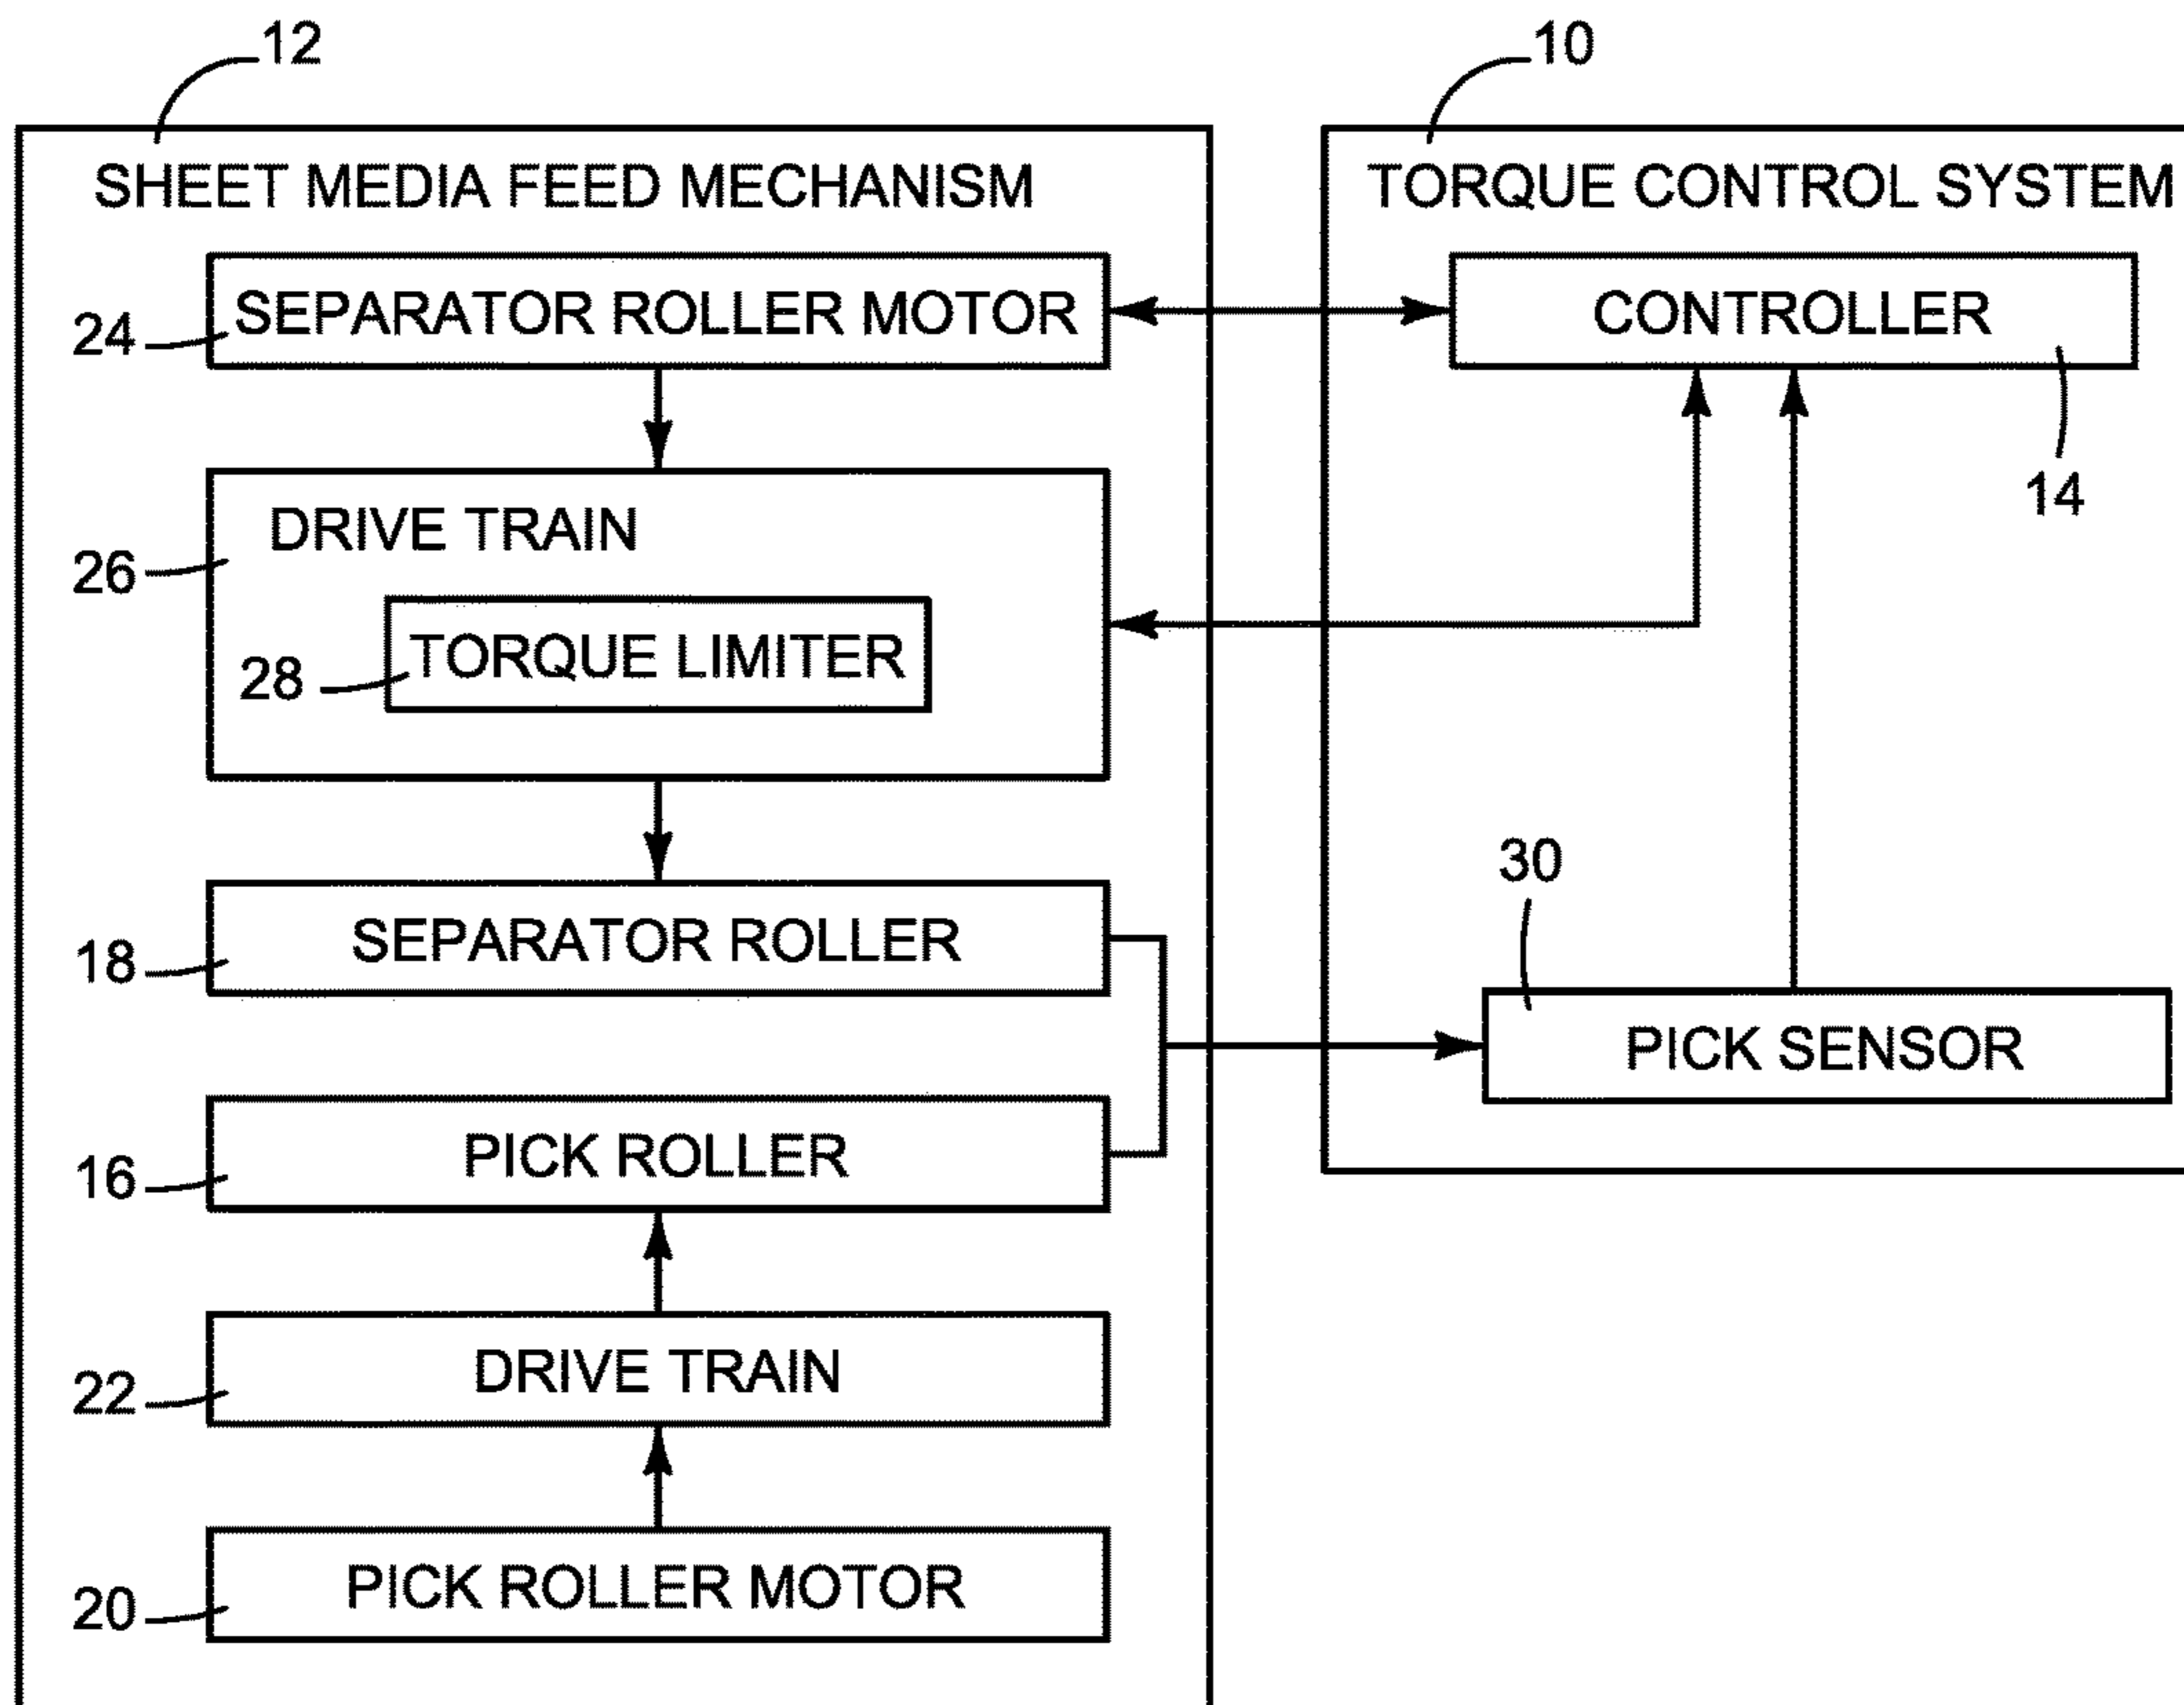 12
10
SHEET MEDIA FEED MECHANISM
TORQUE CONTROL SYSTEM
24
SEPARATOR ROLLER MOTOR
CONTROLLER
14
DRIVE TRAIN
26
28
TORQUE LIMITER
30
18
SEPARATOR ROLLER
PICK SENSOR
16
PICK ROLLER
22
DRIVE TRAIN
20
PICK ROLLER MOTOR